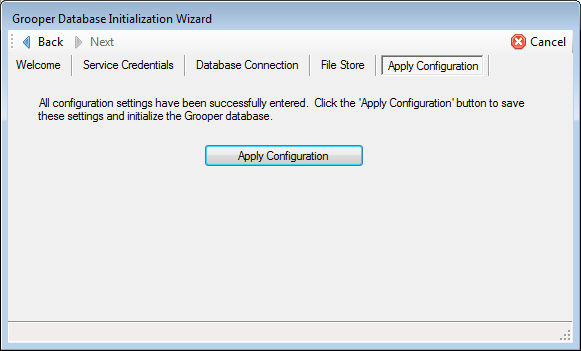 Grooper Database Initialization Wizard
Back Next Cancel
Welcome Service Credentials Database Connection File Store Apply Configuration
All configuration settings have been successfully entered. Click the 'Apply Configuration' button to save
these settings and initialize the Grooper database.
Apply Configuration